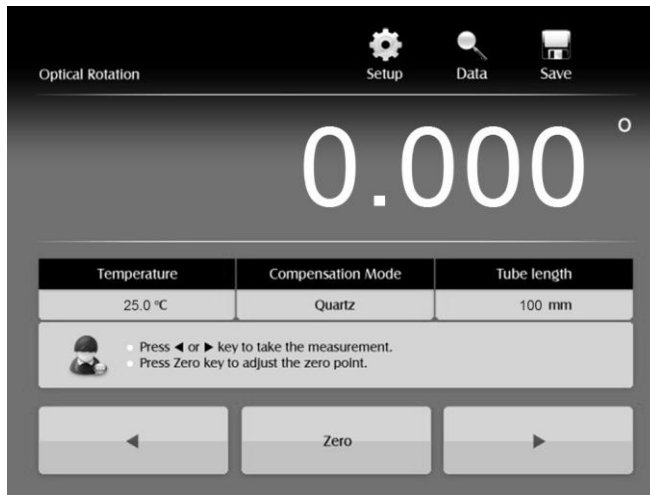 Optical Rotation
Setup
Data
Save
0.000 °
Temperature
Compensation Mode
Tube length
25.0 ℃
Quartz
100 mm
Press ◀ or ▶ key to take the measurement.
Press Zero key to adjust the zero point.
◀
Zero
▶